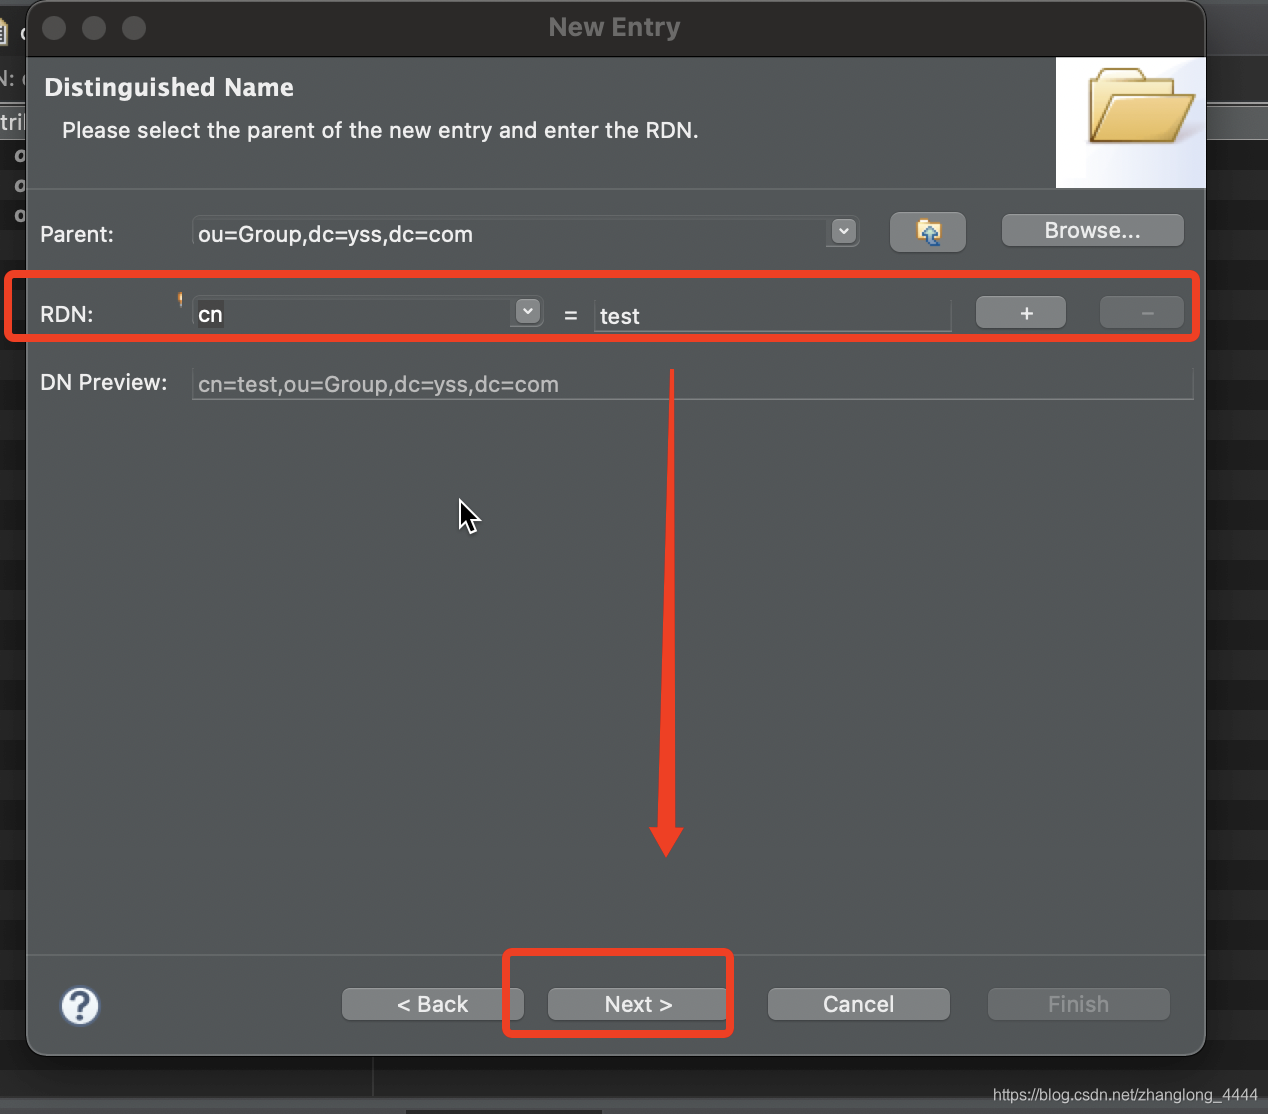 New Entry
Distinguished Name
Please select the parent of the new entry and enter the RDN.
Parent: ou=Group,dc=yss,dc=com Browse...
RDN: cn = test + −
DN Preview: cn=test,ou=Group,dc=yss,dc=com
? < Back Next > Cancel Finish
https://blog.csdn.net/zhanglong_4444